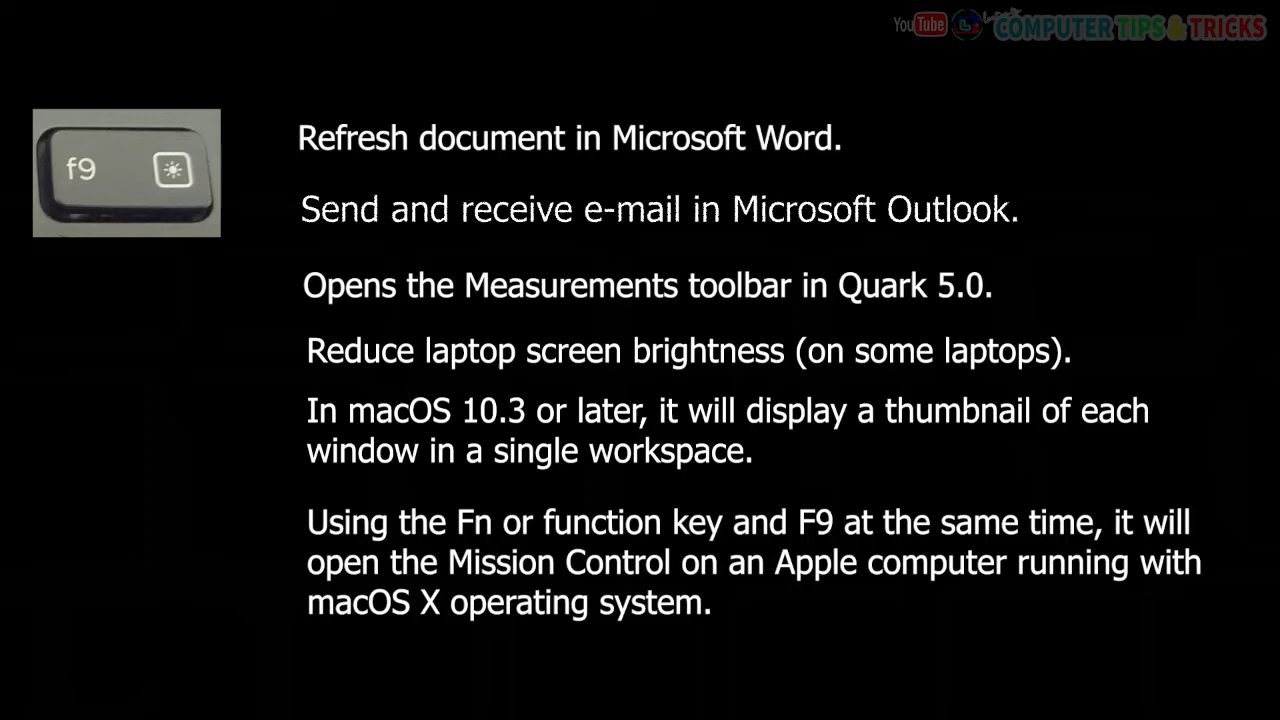 YouTube COMPUTER TIPS & TRICKS
f9
Refresh document in Microsoft Word.
Send and receive e-mail in Microsoft Outlook.
Opens the Measurements toolbar in Quark 5.0.
Reduce laptop screen brightness (on some laptops).
In macOS 10.3 or later, it will display a thumbnail of each
window in a single workspace.
Using the Fn or function key and F9 at the same time, it will
open the Mission Control on an Apple computer running with
macOS X operating system.